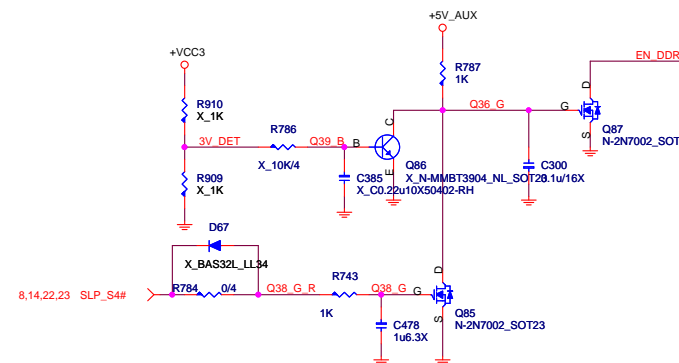 +5V_AUX
+VCC3
EN_DDR
R787
1K
R910
X_1K
D
Q36_G
G
R786
3V_DET
Q39_B
B
C
S
Q87
N-2N7002_SOT
X_10K/4
E
Q86
X_N-MMBT3904_NL_SOT23
C385
X_C0.22u10X50402-RH
C300
0.1u/16X
R909
X_1K
D67
X_BAS32L_LL34
8,14,22,23 SLP_S4#
R784
0/4
Q38_G_R
R743
1K
Q38_G
G
D
S
Q85
N-2N7002_SOT23
C478
1u6.3X